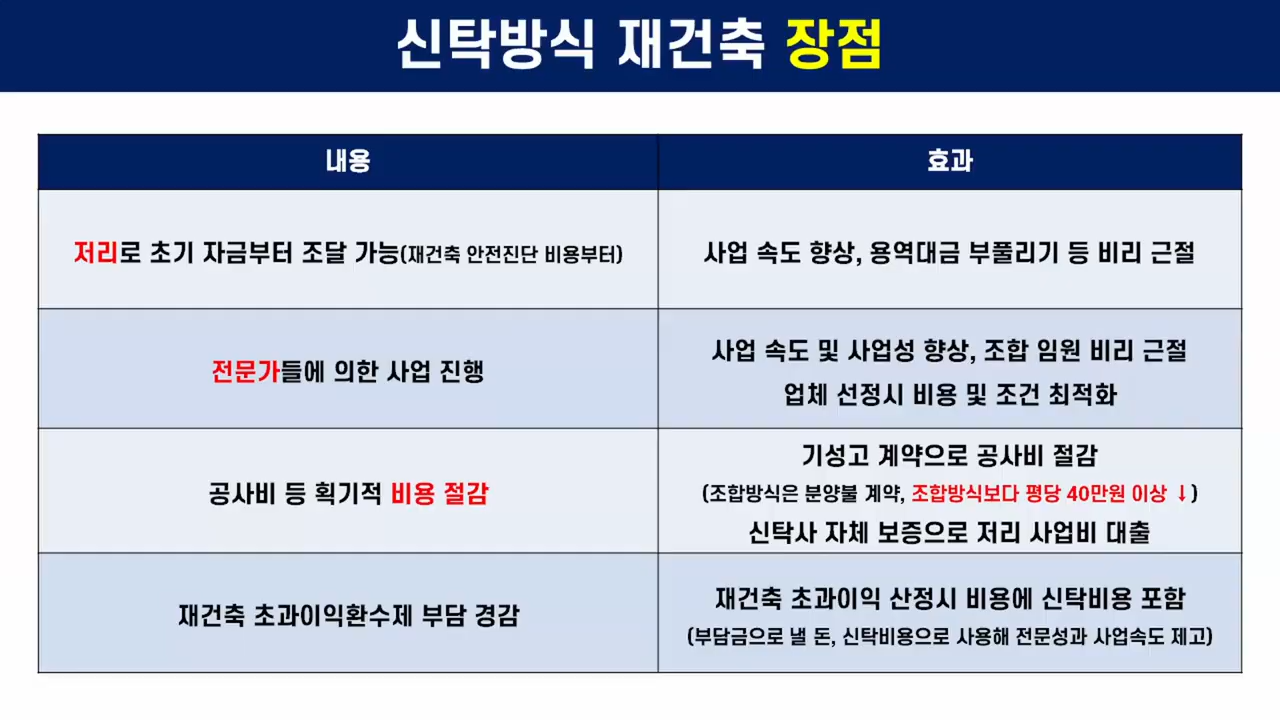 신탁방식 재건축 장점
내용
효과
저리로 초기 자금부터 조달 가능(재건축 안전진단 비용부터)
사업 속도 향상, 용역대금 부풀리기 등 비리 근절
전문가들에 의한 사업 진행
사업 속도 및 사업성 향상, 조합 임원 비리 근절
업체 선정시 비용 및 조건 최적화
공사비 등 획기적 비용 절감
기성고 계약으로 공사비 절감
(조합방식은 분양불 계약, 조합방식보다 평당 40만원 이상 ↓)
신탁사 자체 보증으로 저리 사업비 대출
재건축 초과이익환수제 부담 경감
재건축 초과이익 산정시 비용에 신탁비용 포함
(부담금으로 낼 돈, 신탁비용으로 사용해 전문성과 사업속도 제고)